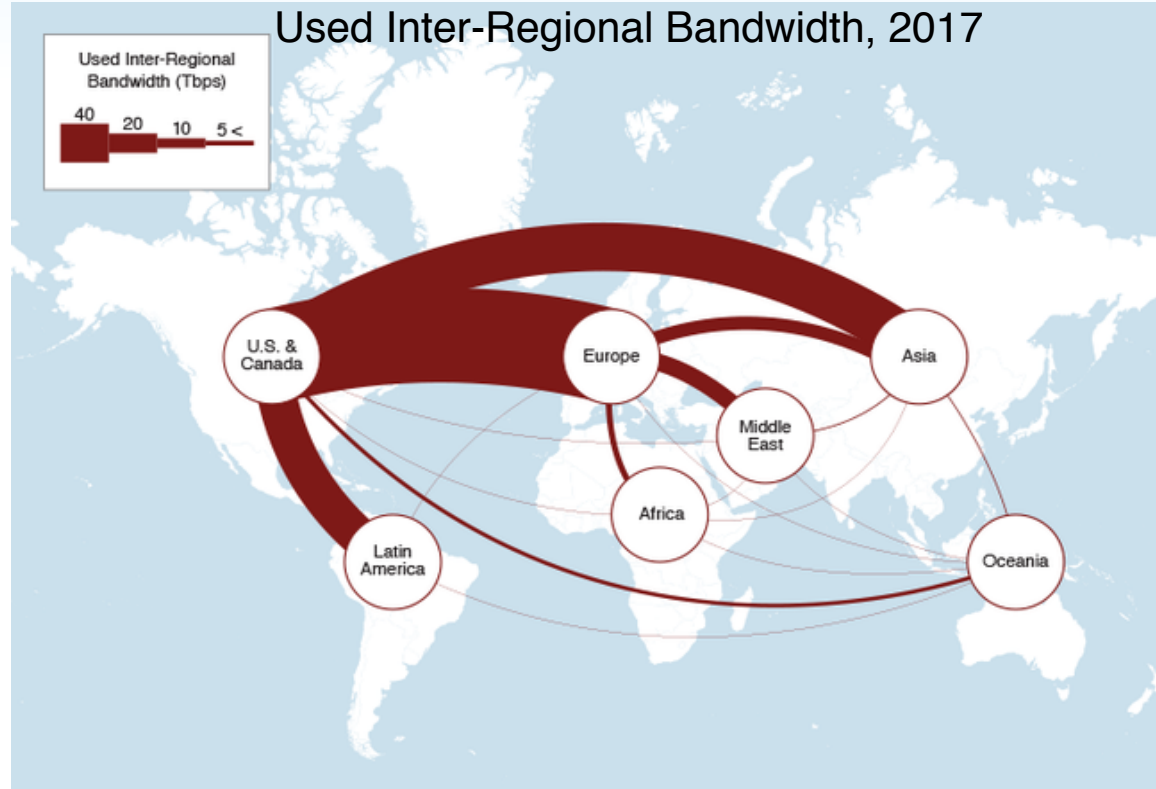 Used Inter-Regional Bandwidth, 2017
Used Inter-Regional
Bandwidth (Tbps)
40 20 10 5 <
U.S. &
Canada
Europe
Asia
Middle
East
Africa
Latin
America
Oceania